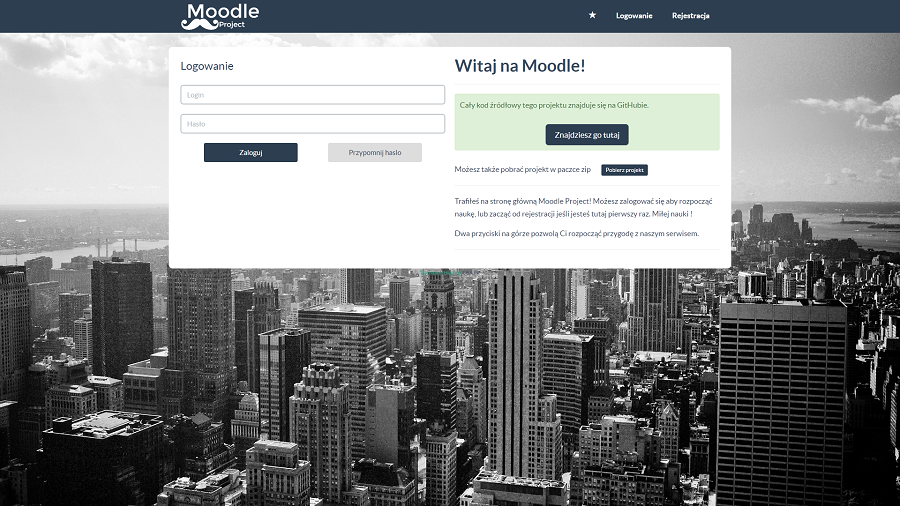 Moodle
Project
★ Logowanie Rejestracja
Logowanie
Login
Hasło
Zaloguj
Przypomnij hasło
Witaj na Moodle!
Cały kod źródłowy tego projektu znajduje się na GitHubie.
Znajdziesz go tutaj
Możesz także pobrać projekt w paczce zip Pobierz projekt
Trafiłeś na stronę główną Moodle Project! Możesz zalogować się aby rozpocząć
naukę, lub zacząć od rejestracji jeśli jesteś tutaj pierwszy raz. Miłej nauki !
Dwa przyciski na górze pozwolą Ci rozpocząć przygodę z naszym serwisem.